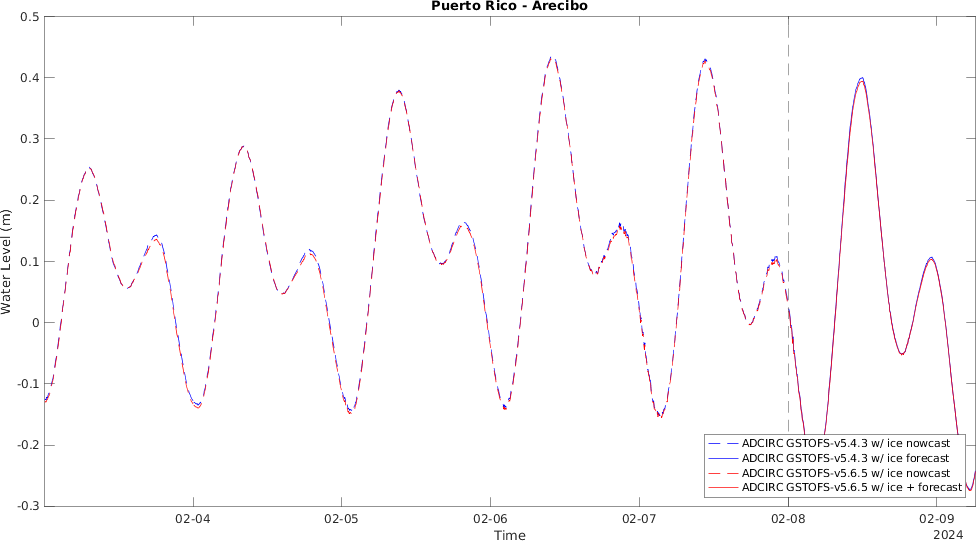 Puerto Rico - Arecibo
0.5
0.4
0.3
0.2
0.1
0
-0.1
-0.2
-0.3
Water Level (m)
ADCIRC GSTOFS-v5.4.3 w/ ice nowcast
ADCIRC GSTOFS-v5.4.3 w/ ice forecast
ADCIRC GSTOFS-v5.6.5 w/ ice nowcast
ADCIRC GSTOFS-v5.6.5 w/ ice + forecast
02-04 02-05 02-06 02-07 02-08 02-09
Time
2024